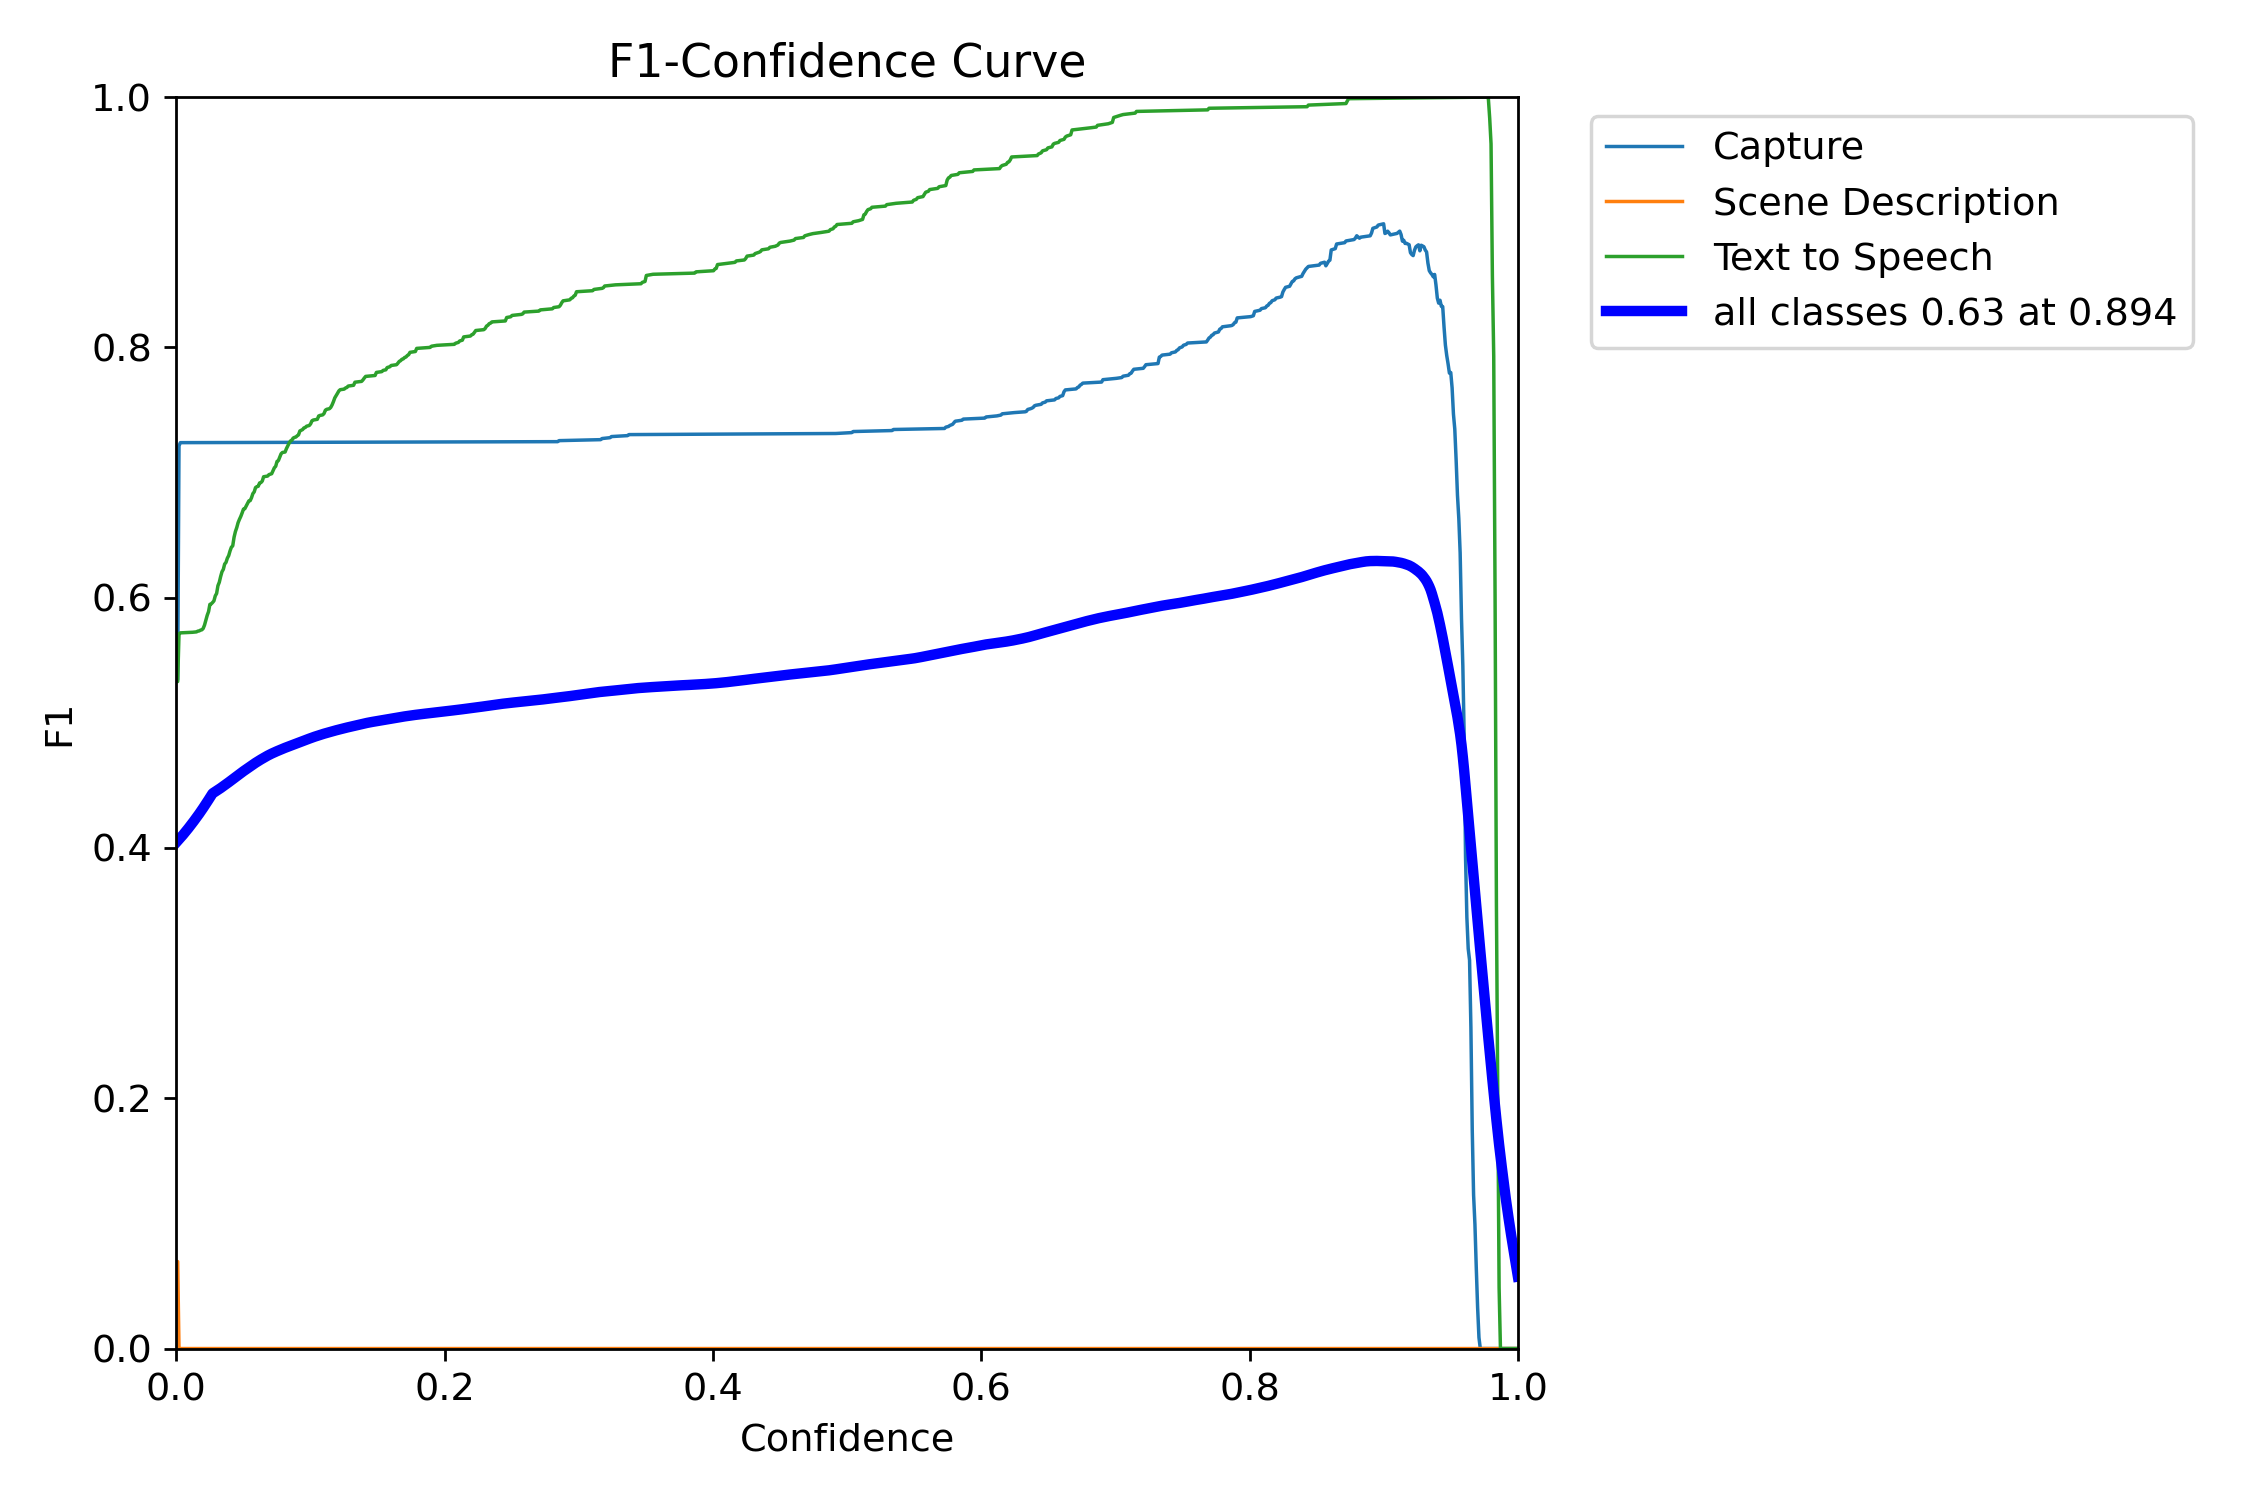 F1-Confidence Curve
1.0
0.8
0.6
0.4
0.2
0.0
F1
0.0 0.2 0.4 0.6 0.8 1.0
Confidence
Capture
Scene Description
Text to Speech
all classes 0.63 at 0.894